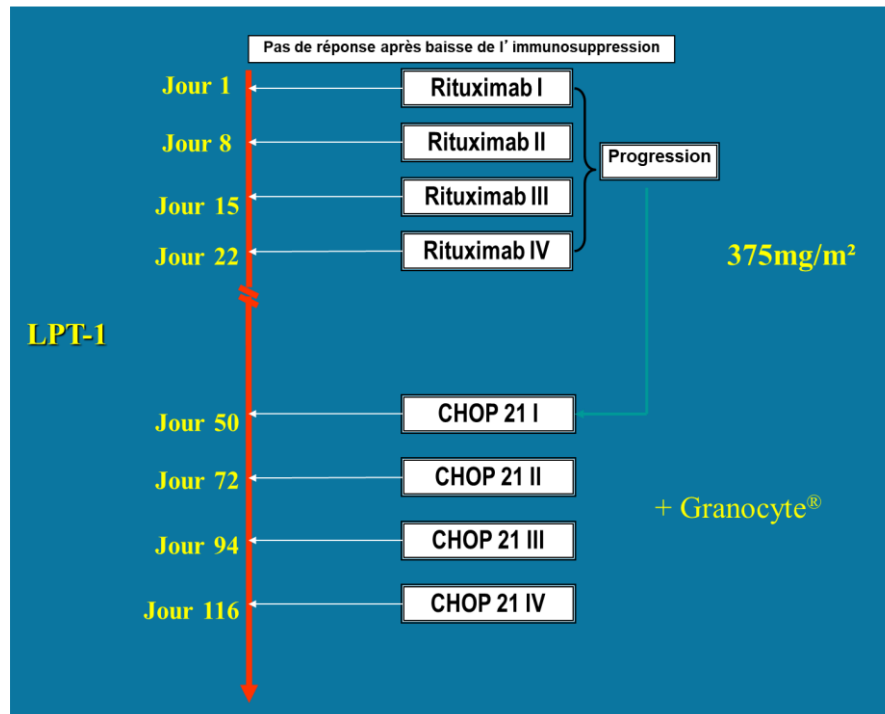 Pas de réponse après baisse de l’ immunosuppression
Jour 1
Rituximab I
Jour 8
Rituximab II
Progression
Jour 15
Rituximab III
Jour 22
Rituximab IV
375mg/m²
LPT-1
Jour 50
CHOP 21 I
Jour 72
CHOP 21 II
+ Granocyte®
Jour 94
CHOP 21 III
Jour 116
CHOP 21 IV